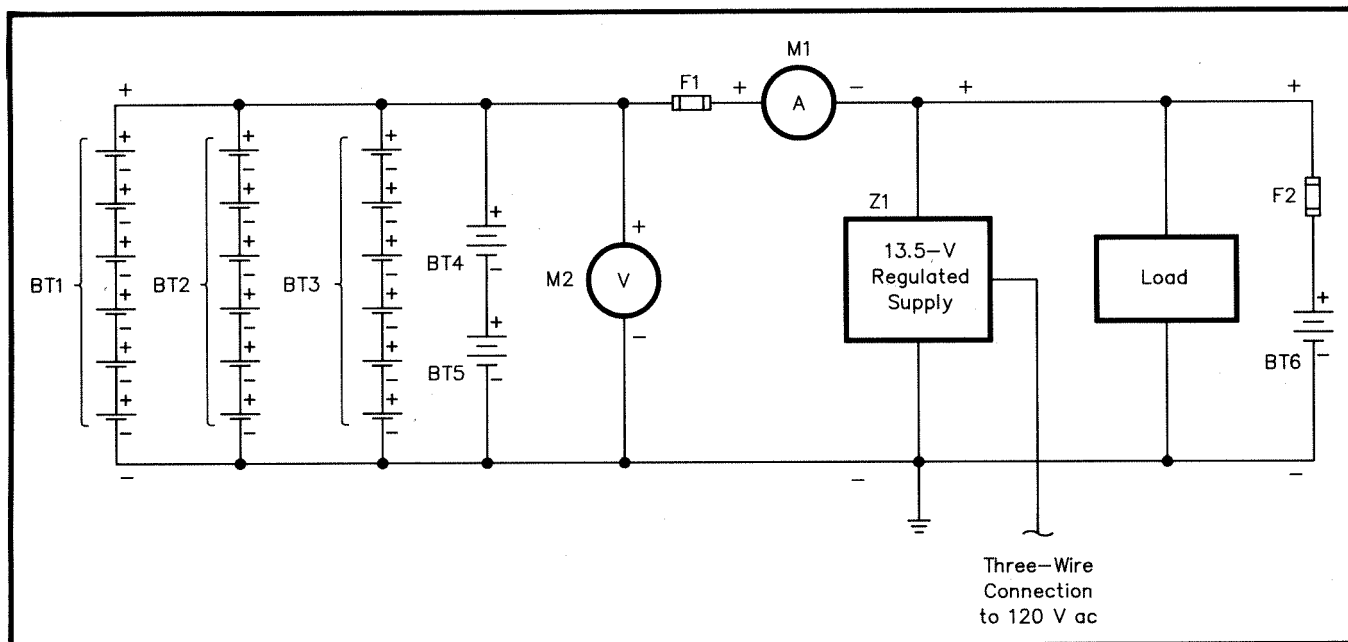 M1
F1
+
−
+
+
+
A
F2
Z1
13.5−V
Regulated
Supply
Load
BT1
BT2
BT3
BT4
BT5
M2
V
+
−
BT6
+
−
−
−
−
Three−Wire
Connection
to 120 V ac